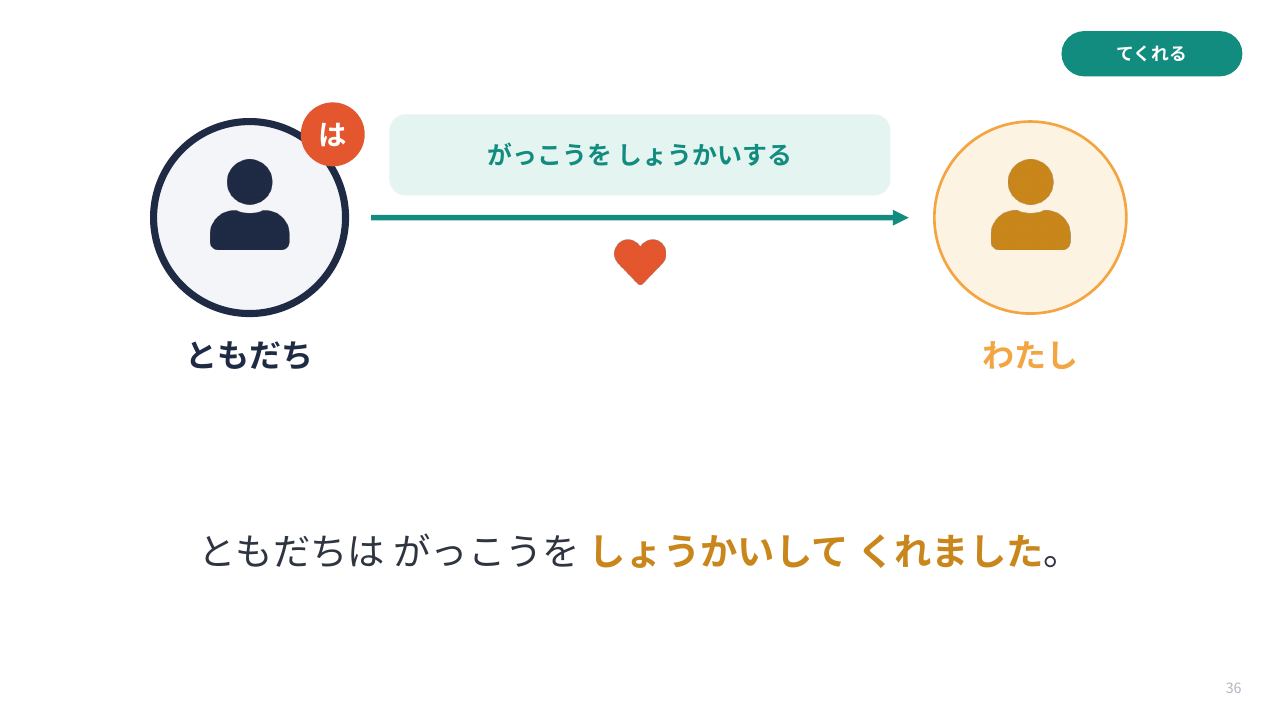 てくれる
は
がっこうを しょうかいする
ともだち
わたし
ともだちは がっこうを しょうかいして くれました。
36